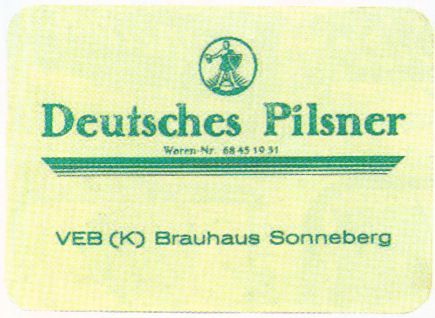 Deutsches Pilsner
Waren-Nr. 68 45 19 31
VEB (K) Brauhaus Sonneberg